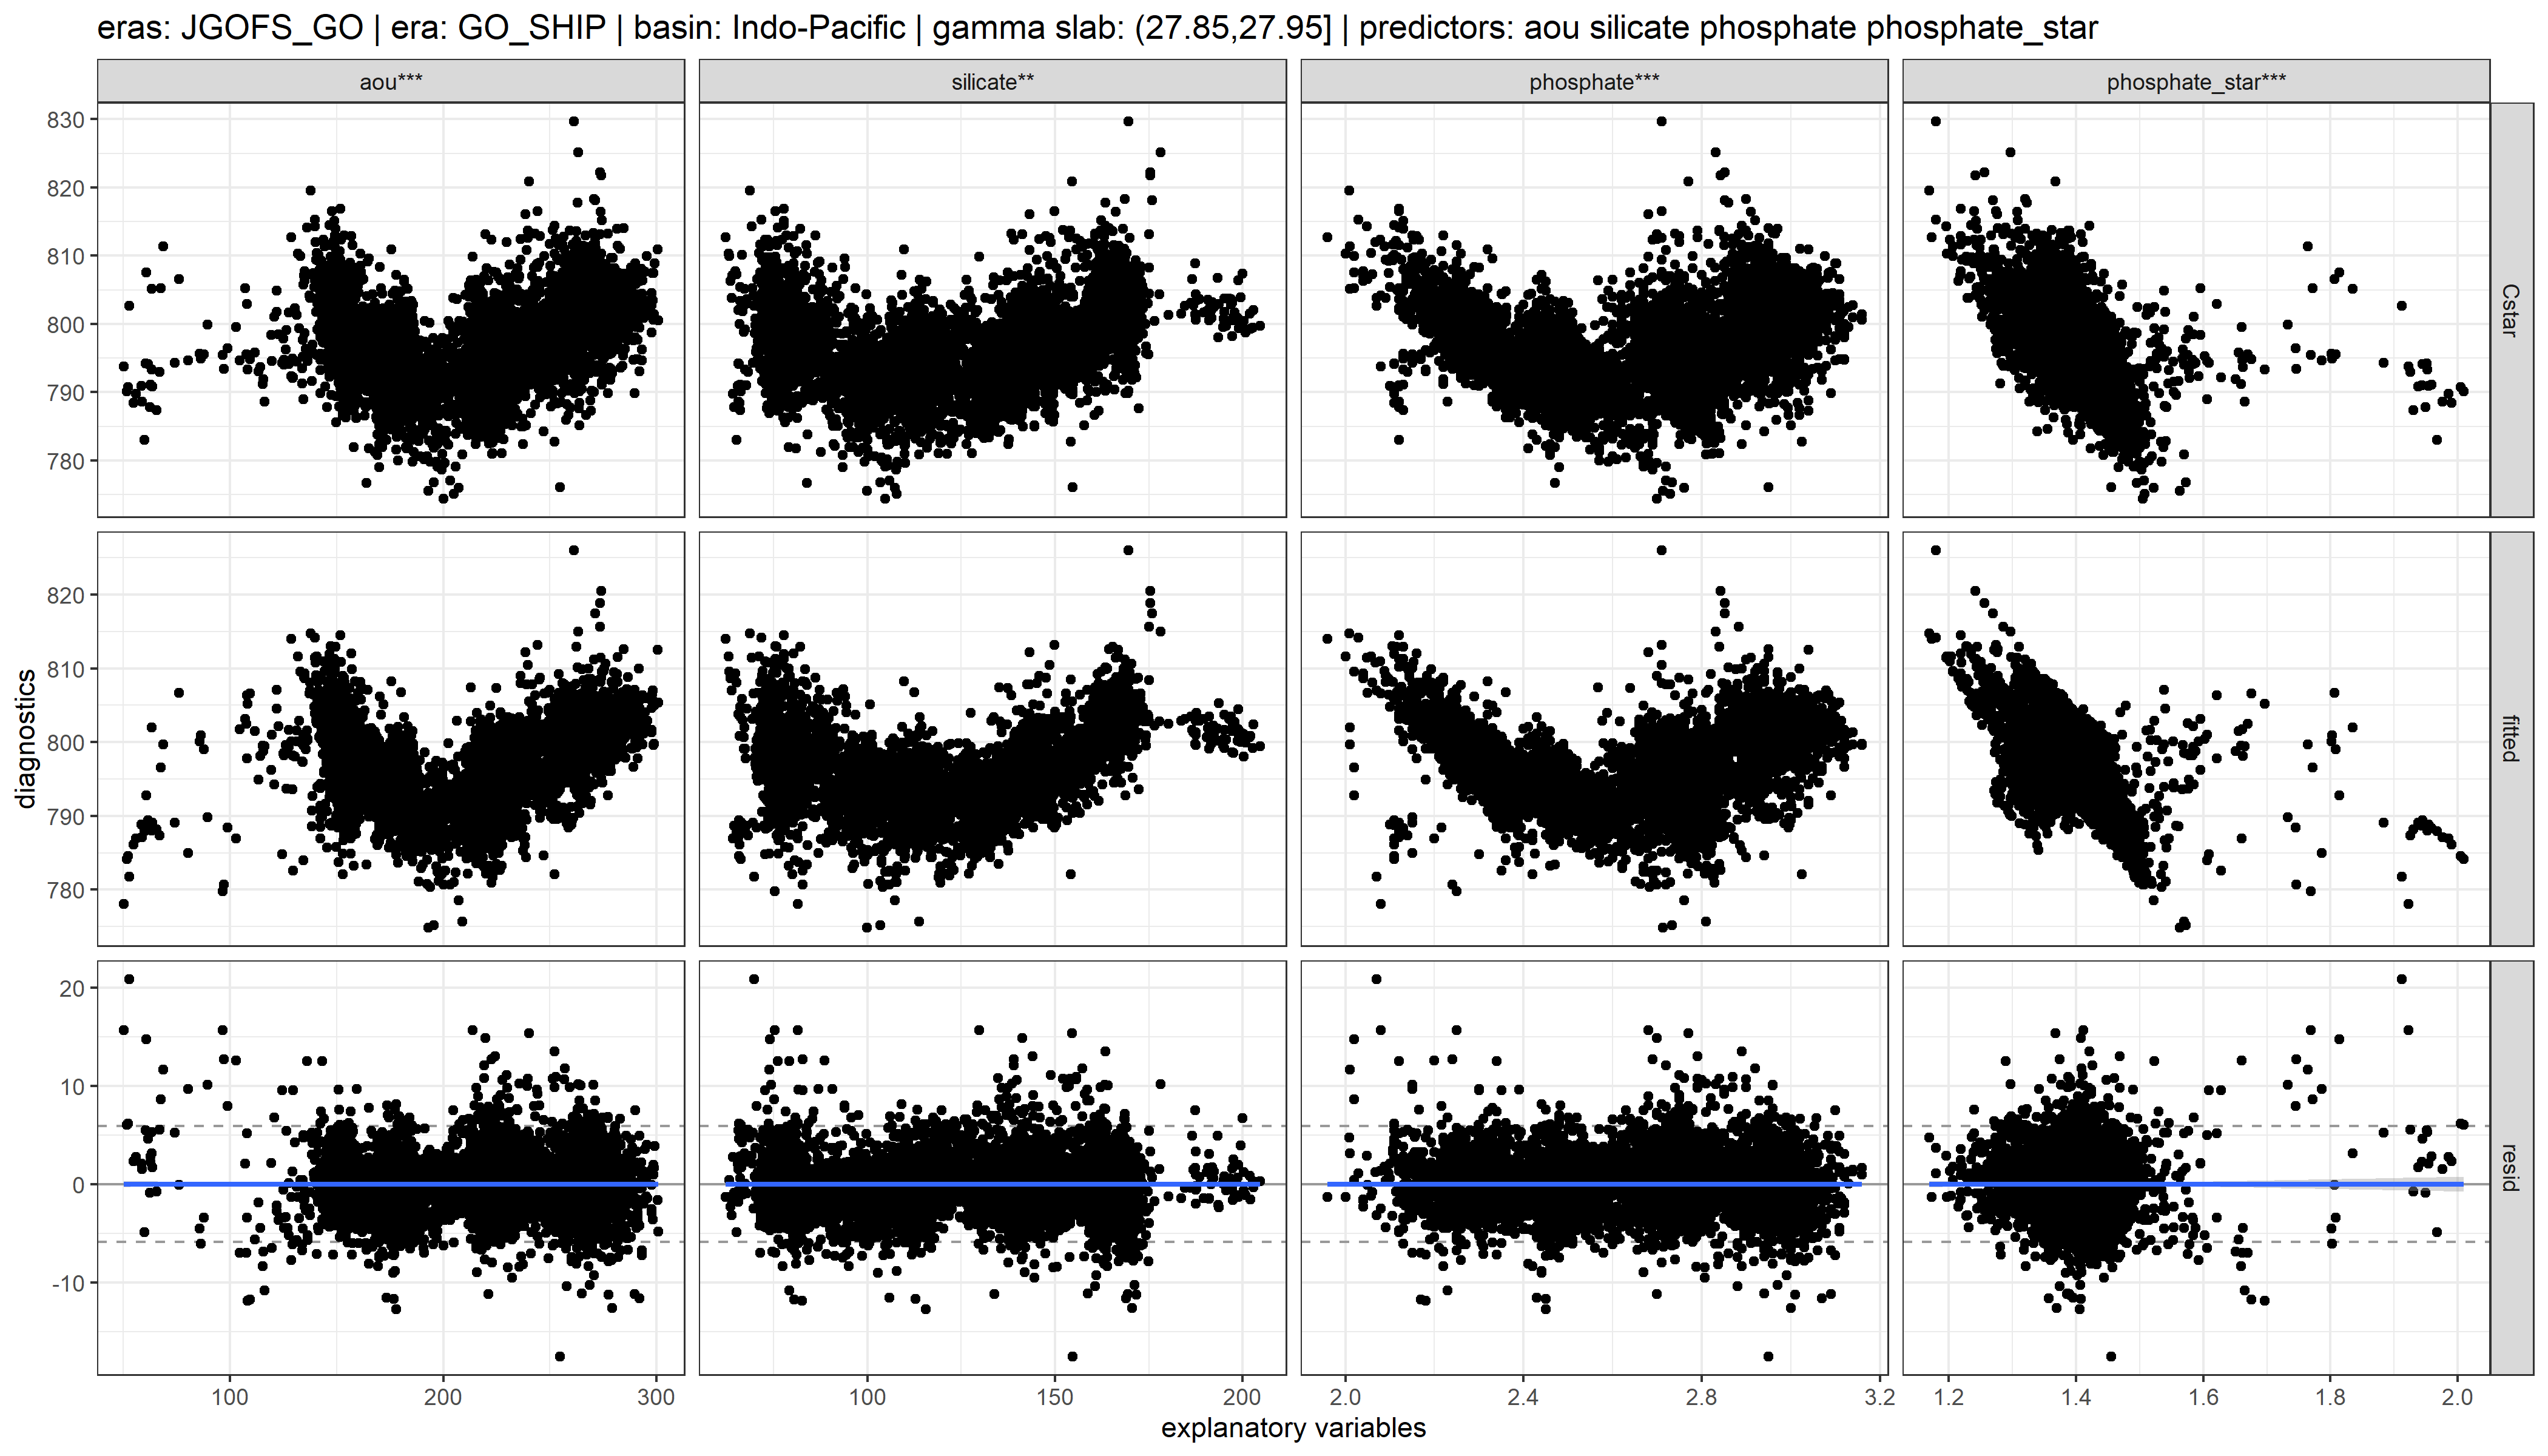 eras: JGOFS_GO | era: GO_SHIP | basin: Indo-Pacific | gamma slab: (27.85,27.95] | predictors: aou silicate phosphate phosphate_star
aou*** silicate** phosphate*** phosphate_star***
830
820
810
800
790
780
Cstar
820
810
800
790
780
fitted
diagnostics
20
10
0
-10
resid
100 200 300 100 150 200 2.0 2.4 2.8 3.2 1.2 1.4 1.6 1.8 2.0
explanatory variables